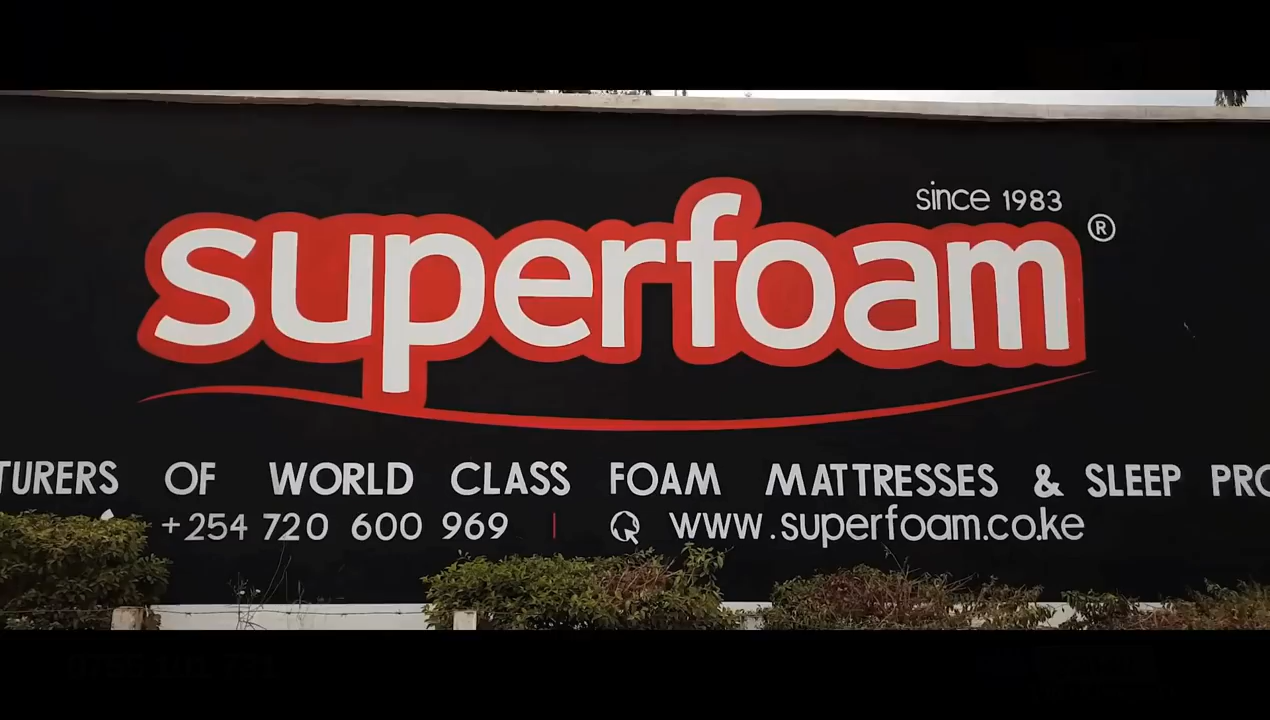 since 1983
superfoam ®
TURERS OF WORLD CLASS FOAM MATTRESSES & SLEEP PRO
+254 720 600 969 | www.superfoam.co.ke